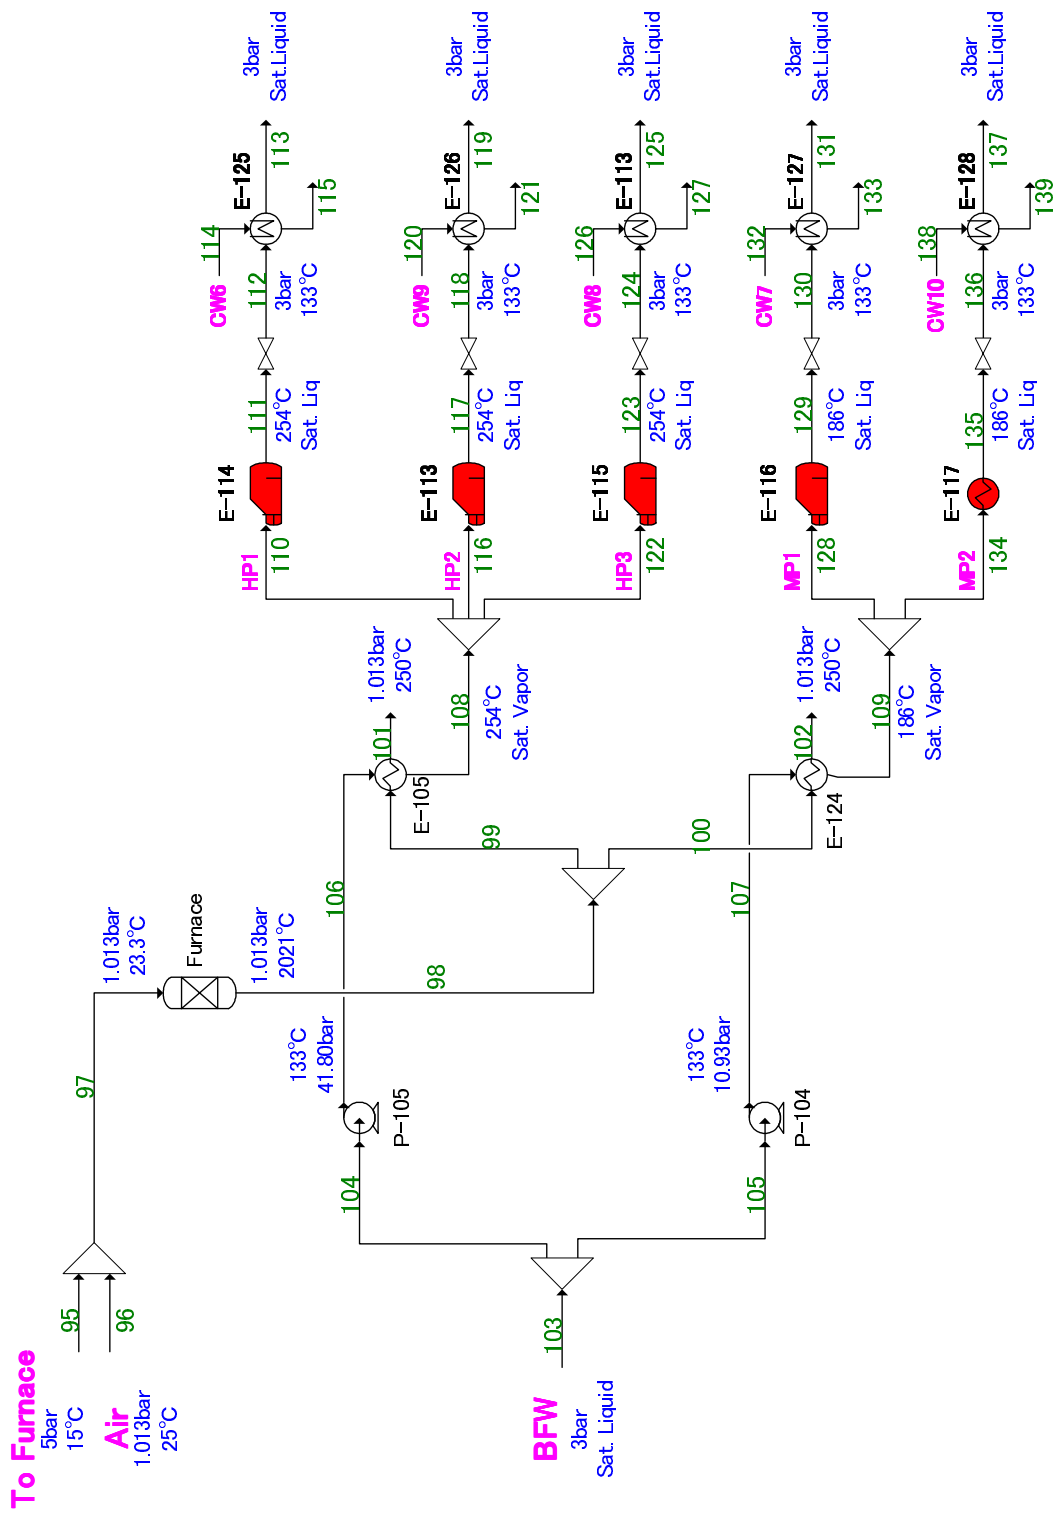 To Furnace
5bar
15°C
Air
1.013bar
25°C
95
96
97
1.013bar
23.3°C
Furnace
1.013bar
2021°C
98
99
100
BFW
3bar
Sat. Liquid
103
104
105
P-105
P-104
133°C
41.80bar
133°C
10.93bar
106
107
E-105
E-124
101
1.013bar
250°C
102
1.013bar
250°C
108
254°C
Sat. Vapor
109
186°C
Sat. Vapor
HP1
110
E-114
111
254°C
Sat. Liq
CW6
112
3bar
133°C
114
E-125
115
113
3bar
Sat.Liquid
HP2
116
E-113
117
254°C
Sat. Liq
CW9
118
3bar
133°C
120
E-126
121
119
3bar
Sat.Liquid
HP3
122
E-115
123
254°C
Sat. Liq
CW8
124
3bar
133°C
126
E-113
127
125
3bar
Sat.Liquid
MP1
128
E-116
129
186°C
Sat. Liq
CW7
130
3bar
133°C
132
E-127
133
131
3bar
Sat.Liquid
MP2
134
E-117
135
186°C
Sat. Liq
CW10
136
3bar
133°C
138
E-128
139
137
3bar
Sat.Liquid